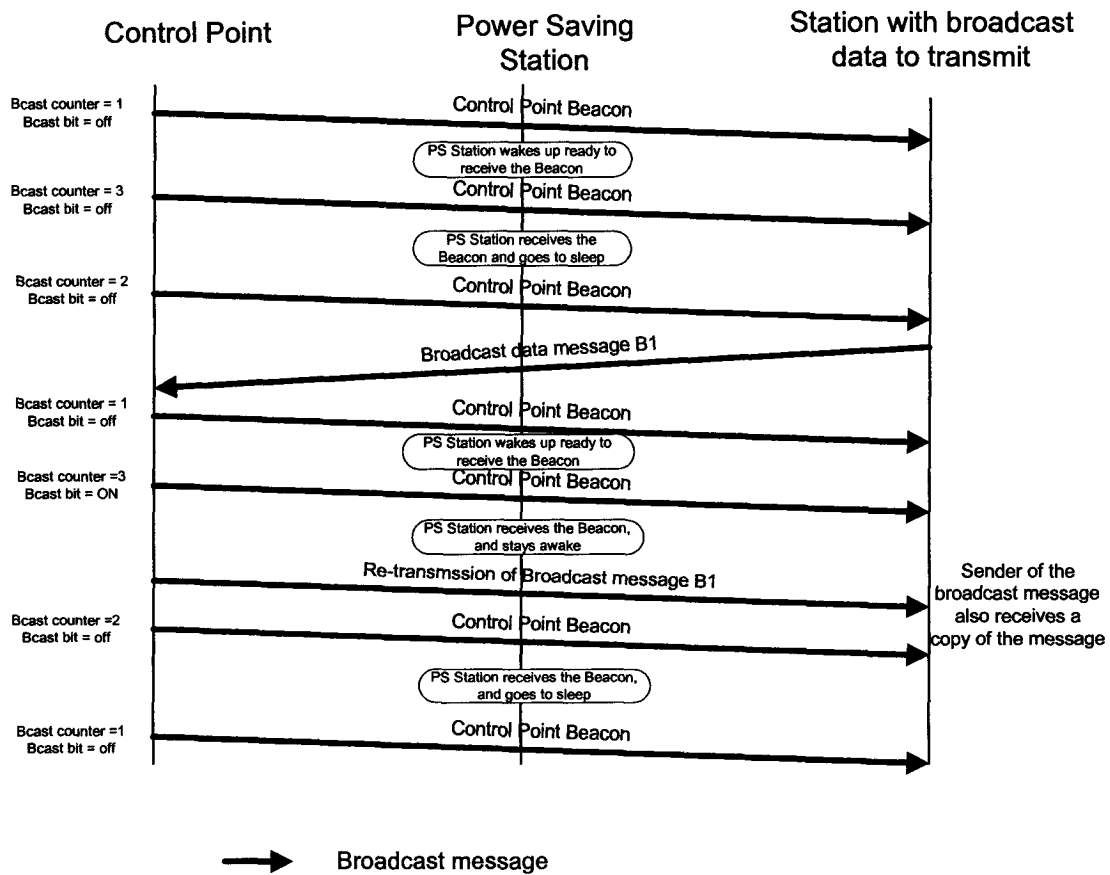 Control Point
Power Saving
Station
Station with broadcast
data to transmit
Bcast counter = 1
Bcast bit = off
Control Point Beacon
PS Station wakes up ready to
receive the Beacon
Bcast counter = 3
Bcast bit = off
Control Point Beacon
PS Station receives the
Beacon and goes to sleep
Bcast counter = 2
Bcast bit = off
Control Point Beacon
Broadcast data message B1
Bcast counter = 1
Bcast bit = off
Control Point Beacon
PS Station wakes up ready to
receive the Beacon
Bcast counter =3
Bcast bit = ON
Control Point Beacon
PS Station receives the Beacon,
and stays awake
Re-transmssion of Broadcast message B1
Sender of the
broadcast message
also receives a
copy of the message
Bcast counter =2
Bcast bit = off
Control Point Beacon
PS Station receives the Beacon,
and goes to sleep
Bcast counter =1
Bcast bit = off
Control Point Beacon
Broadcast message